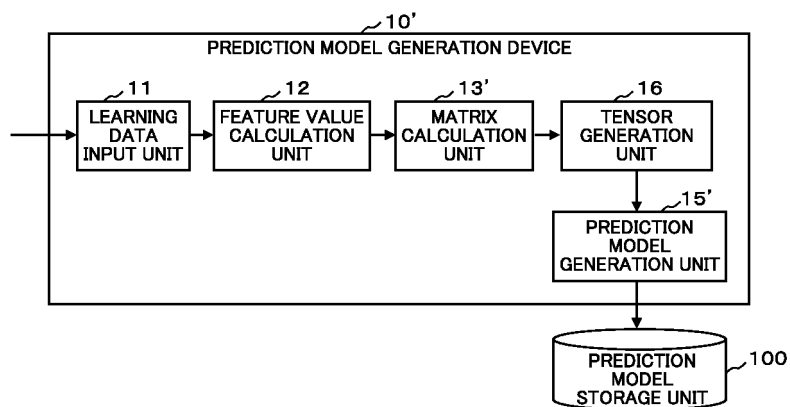 10'
PREDICTION MODEL GENERATION DEVICE
11
LEARNING
DATA
INPUT UNIT
12
FEATURE VALUE
CALCULATION
UNIT
13'
MATRIX
CALCULATION
UNIT
16
TENSOR
GENERATION
UNIT
15'
PREDICTION
MODEL
GENERATION UNIT
PREDICTION
MODEL
STORAGE UNIT
100